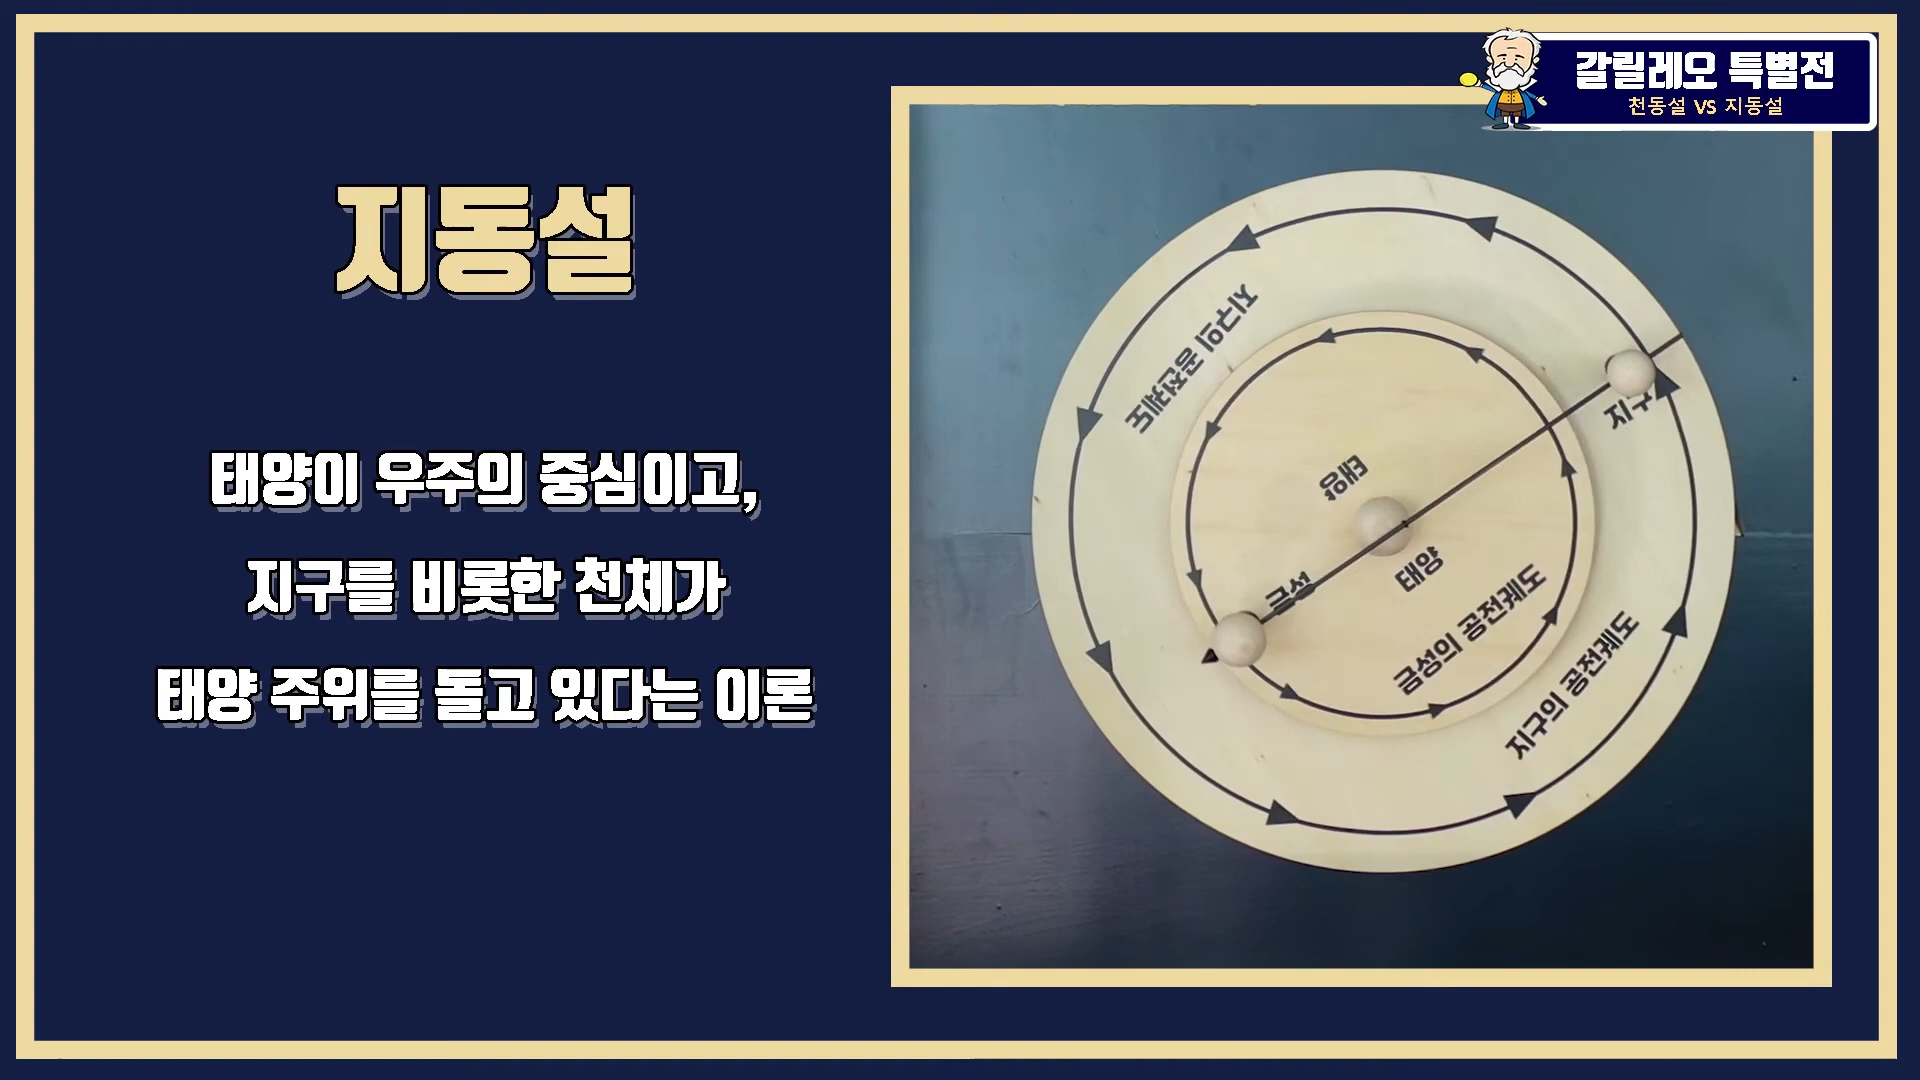 갈릴레오 특별전
천동설 VS 지동설
지동설
태양이 우주의 중심이고,
지구를 비롯한 천체가
태양 주위를 돌고 있다는 이론
지구의 공전궤도
지구
태양
금성
태양
금성의 공전궤도
지구의 공전궤도